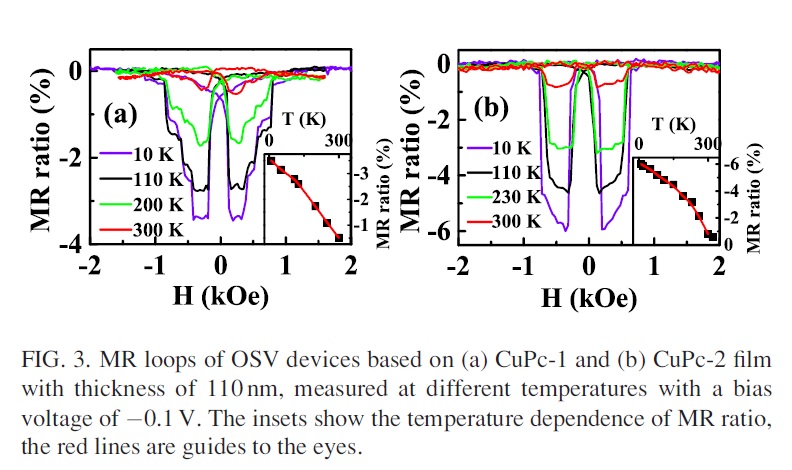 0
-2
-4
MR ratio (%)
(a)
10 K
110 K
200 K
300 K
T (K)
0
300
-3
-2
-1
MR ratio (%)
-2
-1
0
1
2
H (kOe)
0
-2
-4
-6
MR ratio (%)
(b)
10 K
110 K
230 K
300 K
T (K)
0
300
-6
-4
-2
0
MR ratio (%)
-2
-1
0
1
2
H (kOe)
FIG. 3. MR loops of OSV devices based on (a) CuPc-1 and (b) CuPc-2 film
with thickness of 110 nm, measured at different temperatures with a bias
voltage of −0.1 V. The insets show the temperature dependence of MR ratio,
the red lines are guides to the eyes.